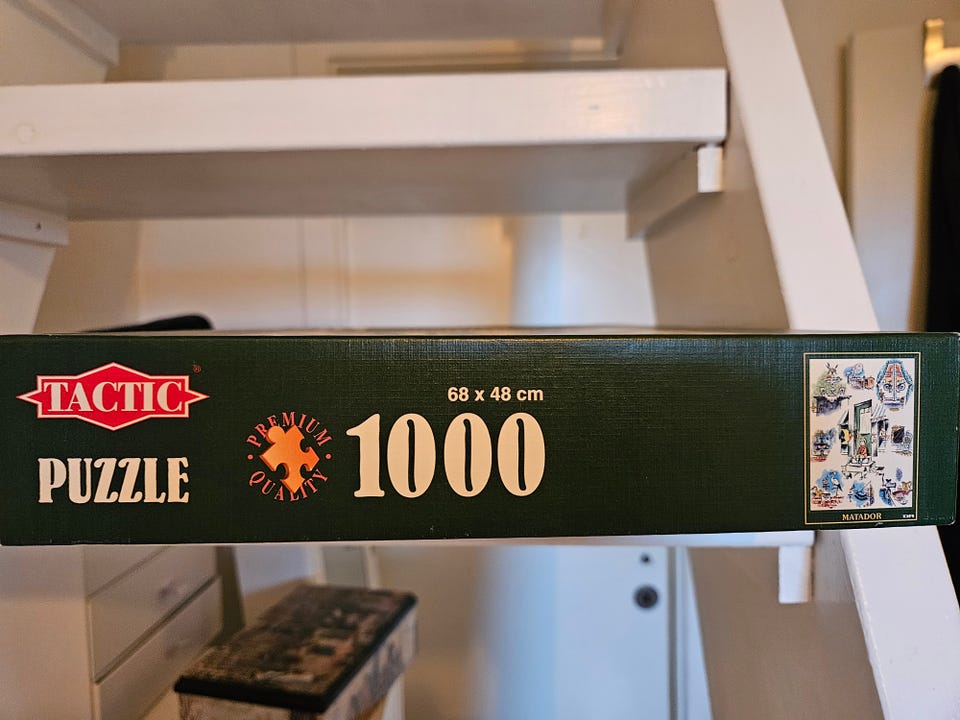 TACTIC®
PUZZLE
PREMIUM
QUALITY
68 x 48 cm
1000
MATADOR